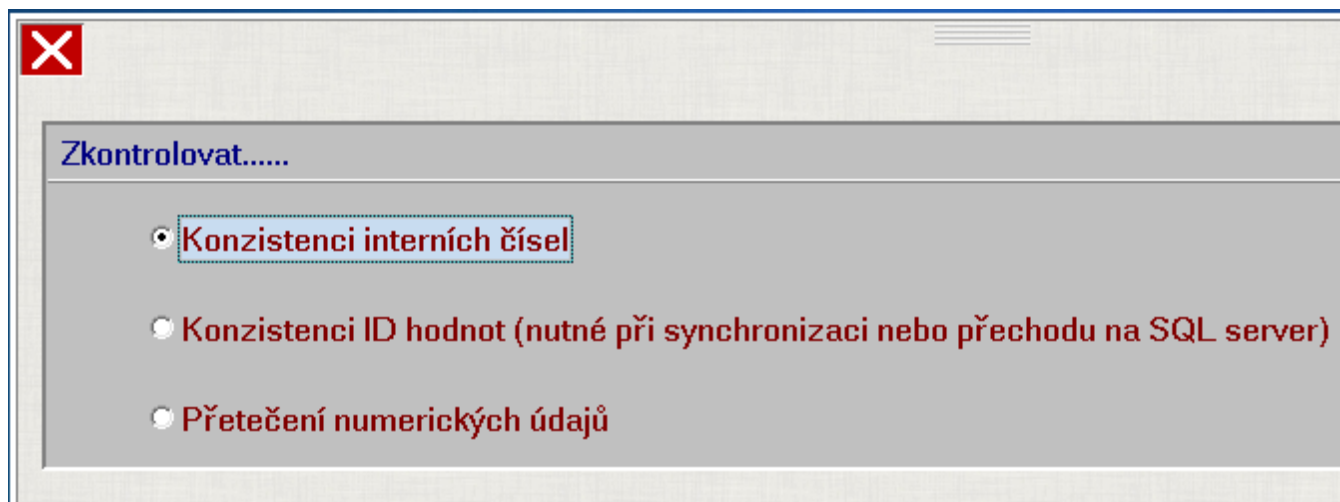 Zkontrolovat......
Konzistenci interních čísel
Konzistenci ID hodnot (nutné při synchronizaci nebo přechodu na SQL server)
Přetečení numerických údajů